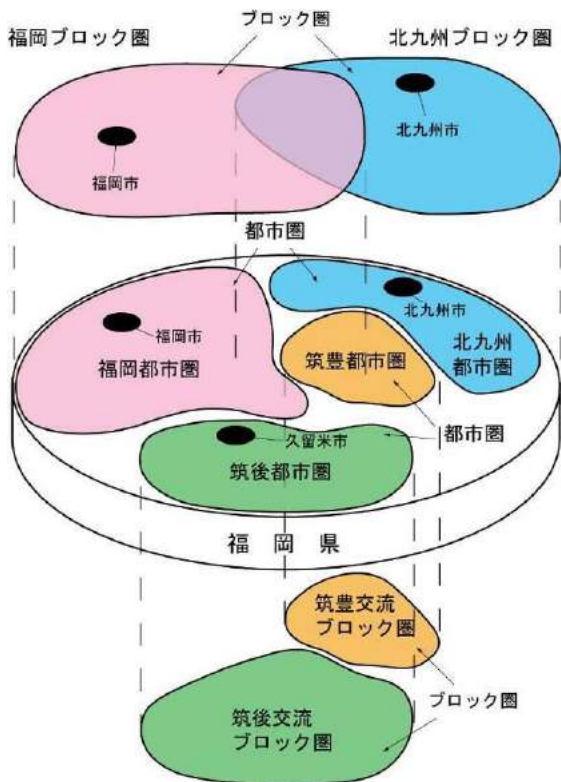 福岡ブロック圏
ブロック圏
北九州ブロック圏
福岡市
北九州市
都市圏
福岡市
北九州市
福岡都市圏
筑豊都市圏
北九州
都市圏
久留米市
都市圏
筑後都市圏
福岡県
筑豊交流
ブロック圏
ブロック圏
筑後交流
ブロック圏